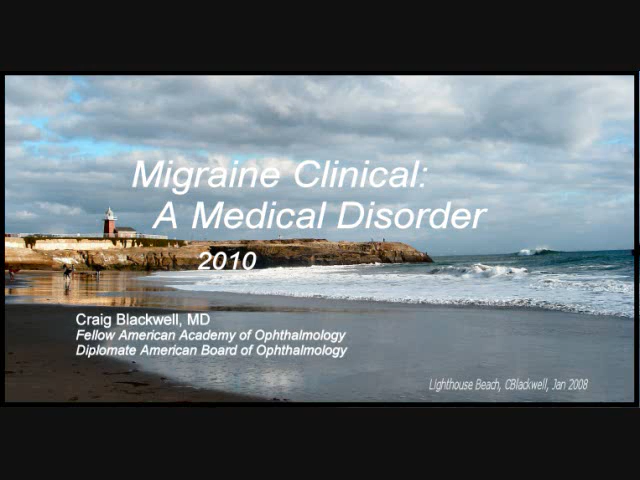 Migraine Clinical:
A Medical Disorder
2010
Craig Blackwell, MD
Fellow American Academy of Ophthalmology
Diplomate American Board of Ophthalmology
Lighthouse Beach, CBlackwell, Jan 2008